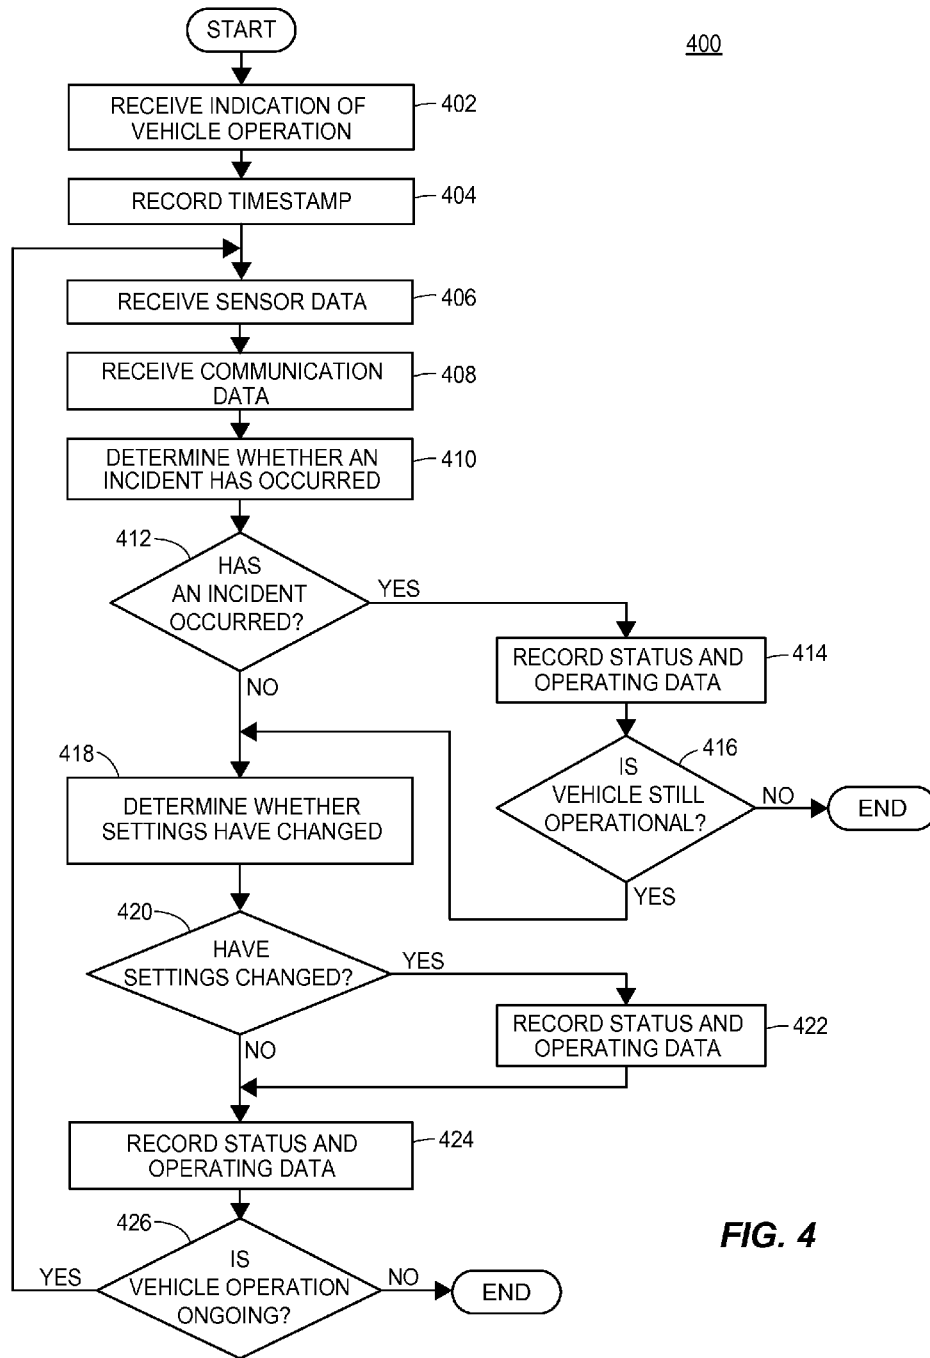 START
400
RECEIVE INDICATION OF
VEHICLE OPERATION
402
RECORD TIMESTAMP
404
RECEIVE SENSOR DATA
406
RECEIVE COMMUNICATION
DATA
408
DETERMINE WHETHER AN
INCIDENT HAS OCCURRED
410
412
HAS
AN INCIDENT
OCCURRED?
YES
NO
RECORD STATUS AND
OPERATING DATA
414
416
IS
VEHICLE STILL
OPERATIONAL?
NO
END
YES
418
DETERMINE WHETHER
SETTINGS HAVE CHANGED
420
HAVE
SETTINGS CHANGED?
YES
NO
RECORD STATUS AND
OPERATING DATA
422
RECORD STATUS AND
OPERATING DATA
424
426
IS
VEHICLE OPERATION
ONGOING?
YES
NO
END
FIG. 4